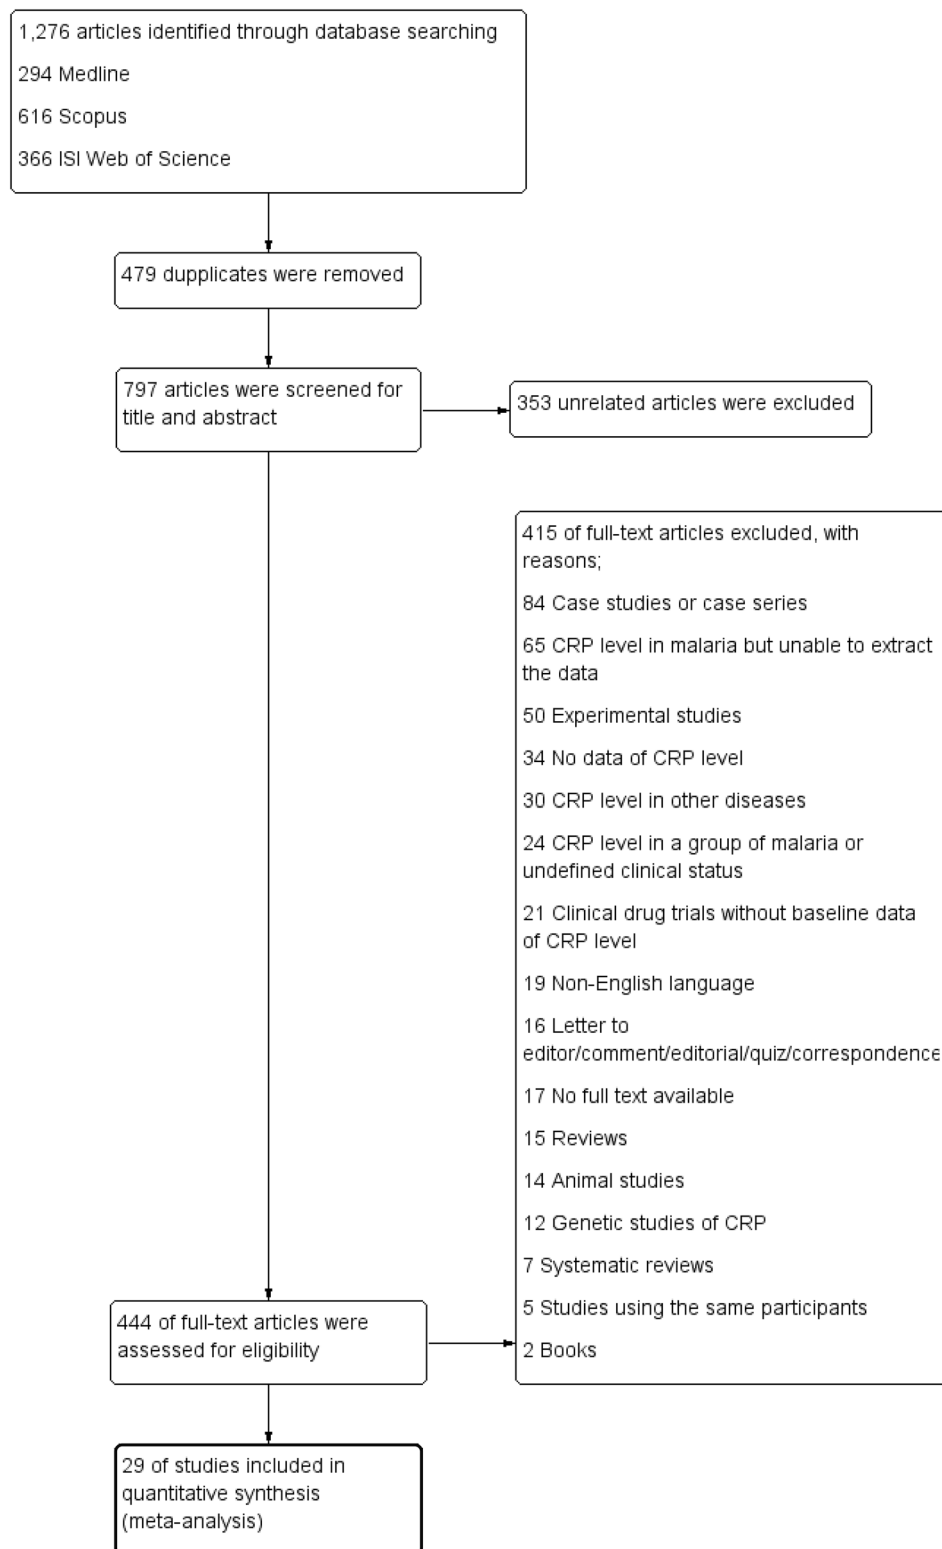 1,276 articles identified through database searching
294 Medline
616 Scopus
366 ISI Web of Science
479 dupplicates were removed
797 articles were screened for
title and abstract
353 unrelated articles were excluded
415 of full-text articles excluded, with
reasons;
84 Case studies or case series
65 CRP level in malaria but unable to extract
the data
50 Experimental studies
34 No data of CRP level
30 CRP level in other diseases
24 CRP level in a group of malaria or
undefined clinical status
21 Clinical drug trials without baseline data
of CRP level
19 Non-English language
16 Letter to
editor/comment/editorial/quiz/correspondence
17 No full text available
15 Reviews
14 Animal studies
12 Genetic studies of CRP
7 Systematic reviews
5 Studies using the same participants
2 Books
444 of full-text articles were
assessed for eligibility
29 of studies included in
quantitative synthesis
(meta-analysis)